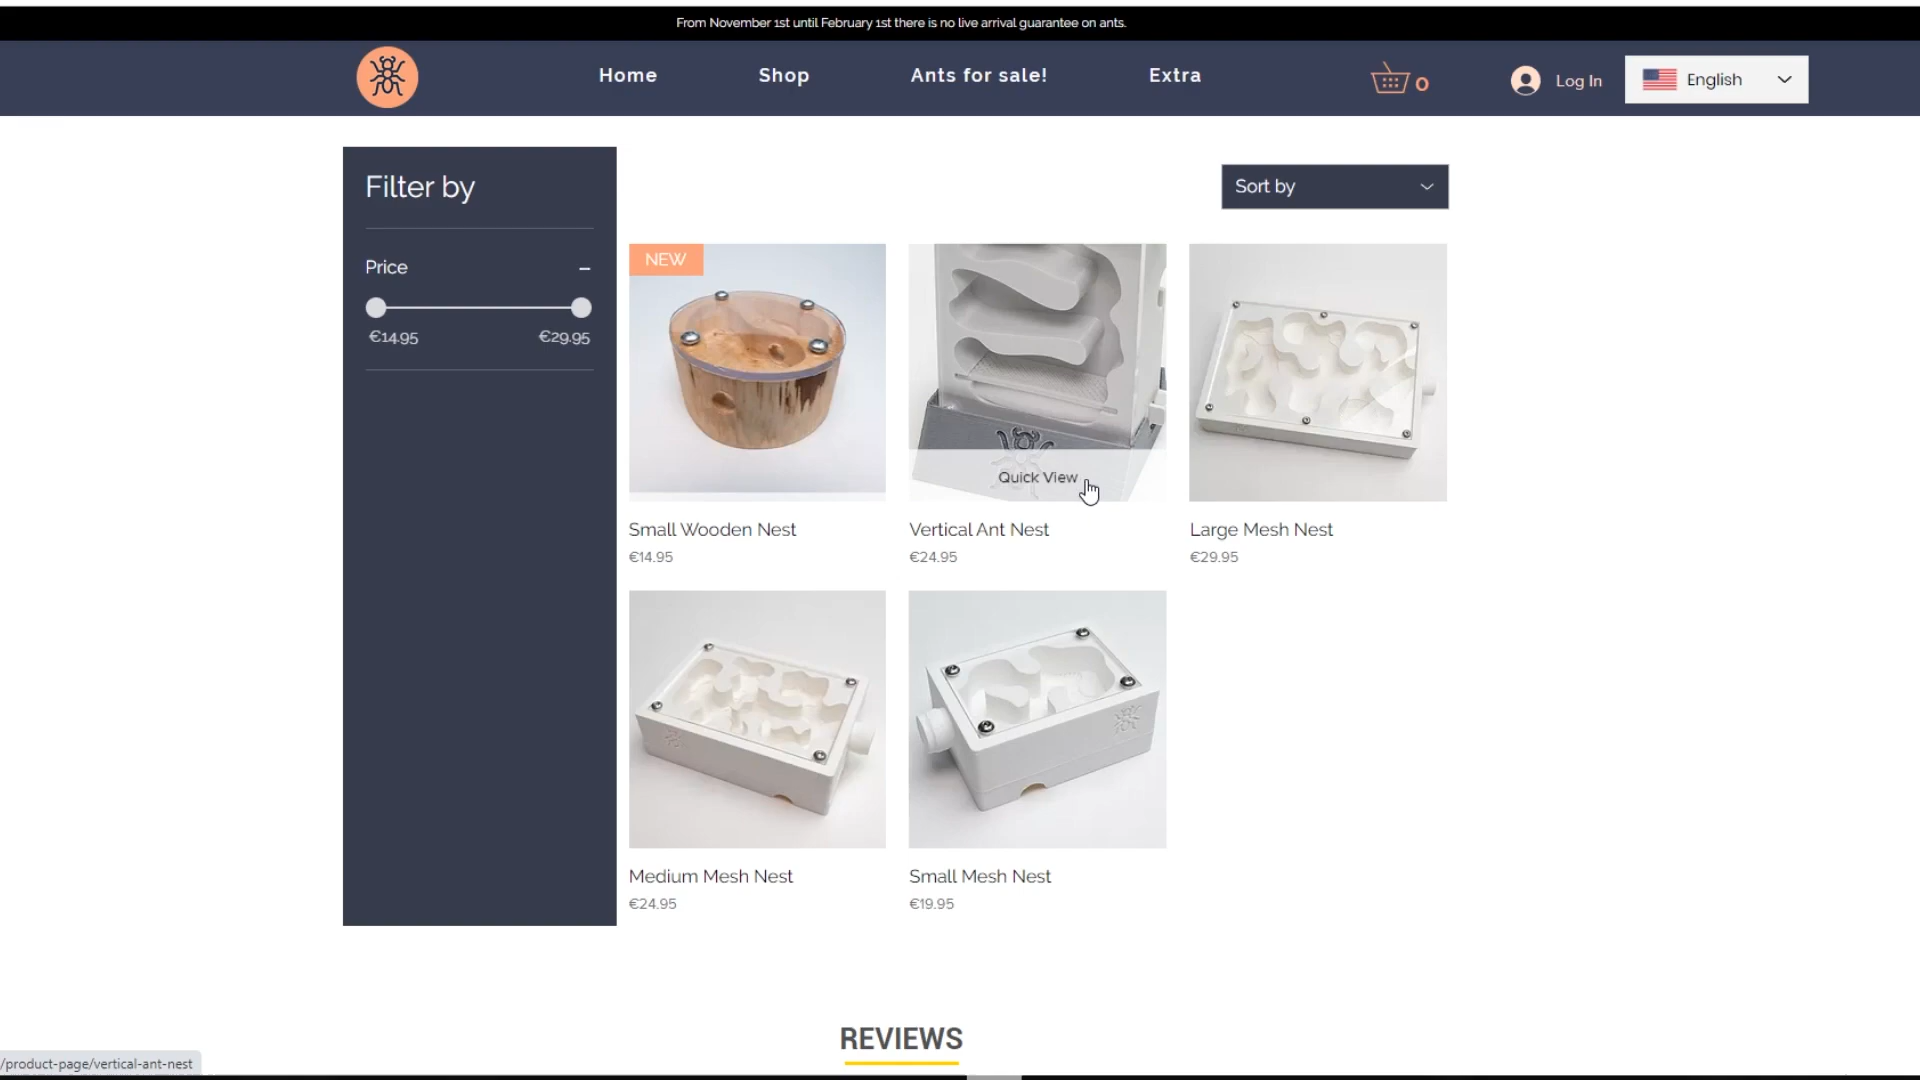 From November 1st until February 1st there is no live arrival guarantee on ants.
Home
Shop
Ants for sale!
Extra
0
Log In
English
Filter by
Sort by
Price
€14.95
€29.95
NEW
Quick View
Small Wooden Nest
€14.95
Vertical Ant Nest
€24.95
Large Mesh Nest
€29.95
Medium Mesh Nest
€24.95
Small Mesh Nest
€19.95
REVIEWS
/product-page/vertical-ant-nest